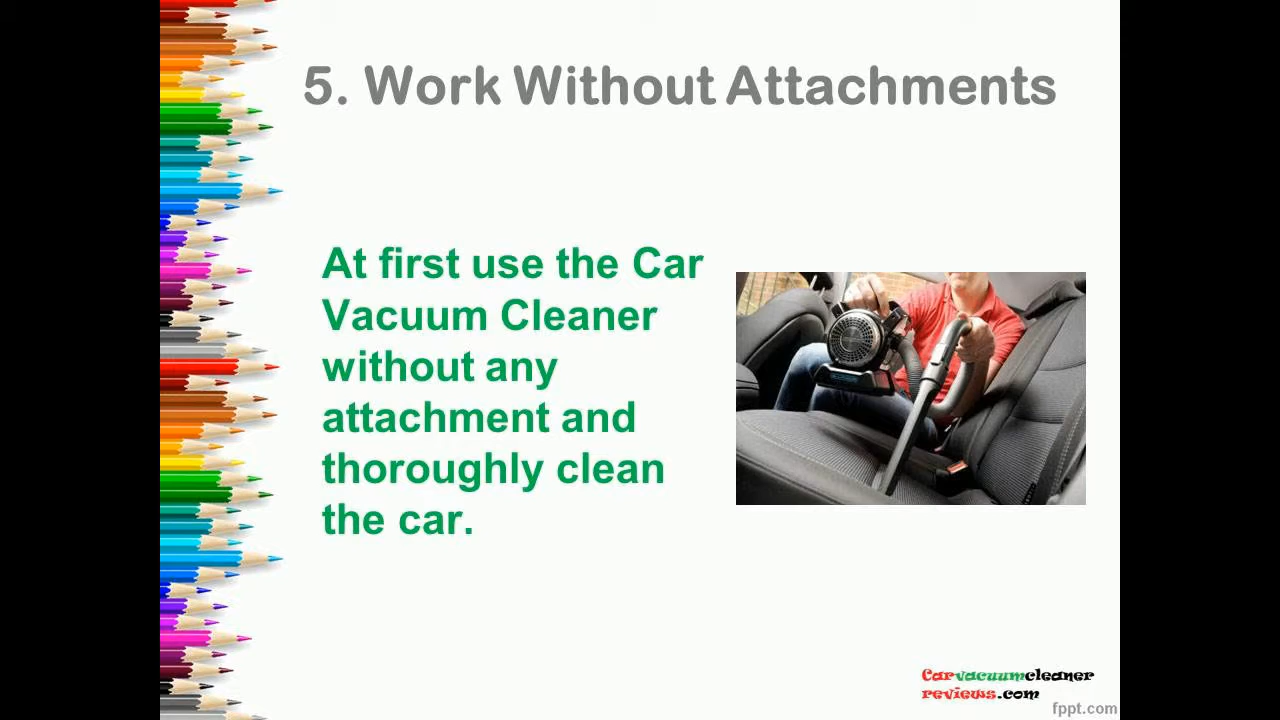 5. Work Without Attachments
At first use the Car
Vacuum Cleaner
without any
attachment and
thoroughly clean
the car.
Carvacuumcleaner
reviews.com
fppt.com